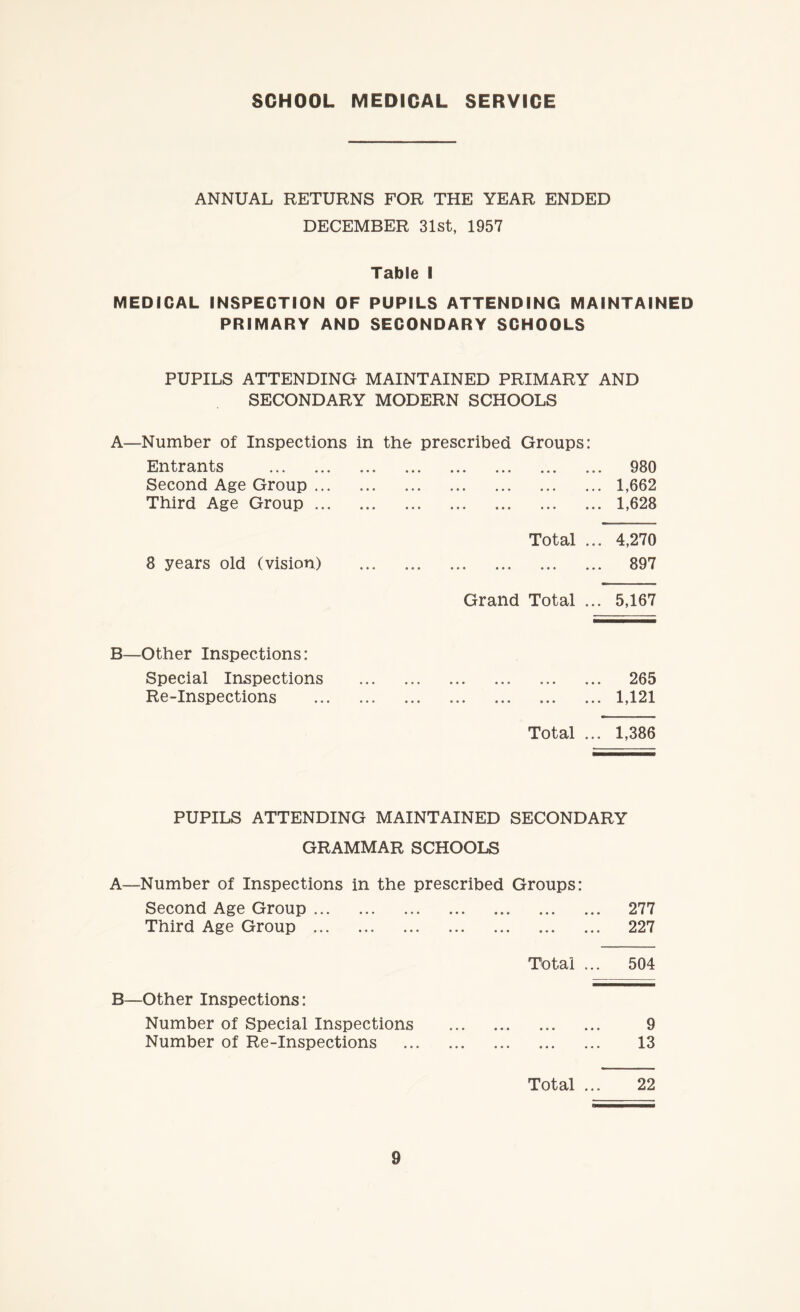 SCHOOL MEDICAL SERVICE
ANNUAL RETURNS FOR THE YEAR ENDED
DECEMBER 31st, 1957
Table I
MEDICAL INSPECTION OF PUPILS ATTENDING MAINTAINED
PRIMARY AND SECONDARY SCHOOLS
PUPILS ATTENDING MAINTAINED PRIMARY AND
SECONDARY MODERN SCHOOLS
A—Number of Inspections in the prescribed Groups:
Entrants ... ... ... ... ... ... ... ... 980
Second Age Group ... ... ... ... ... ... ... 1,662
Third Age Group ... ... ... ... ... ... ... 1,628
Total ... 4,270
8 years old (vision) ... ... ... ... ... ... 897
Grand Total ... 5,167
B—Other Inspections:
Special Inspections ... ... ... ... ... ... 265
Re-Inspections ... ... ... ... ... ... ... 1,121
Total ... 1,386
PUPILS ATTENDING MAINTAINED SECONDARY
GRAMMAR SCHOOLS
A—Number of Inspections in the prescribed Groups:
Second Age Group ... ... ... ... ... ... ... 277
Third Age Group ... ... ... ... ... ... ... 227
Total ... 504
B—Other Inspections:
Number of Special Inspections ... ... ... ... 9
Number of Re-Inspections ... ... ... ... ... 13
Total ... 22
9